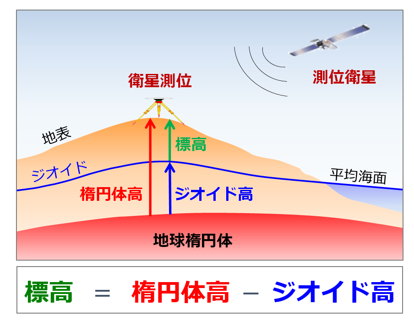 衛星測位
測位衛星
地表
標高
ジオイド
平均海面
楕円体高
ジオイド高
地球楕円体
標高 = 楕円体高 − ジオイド高